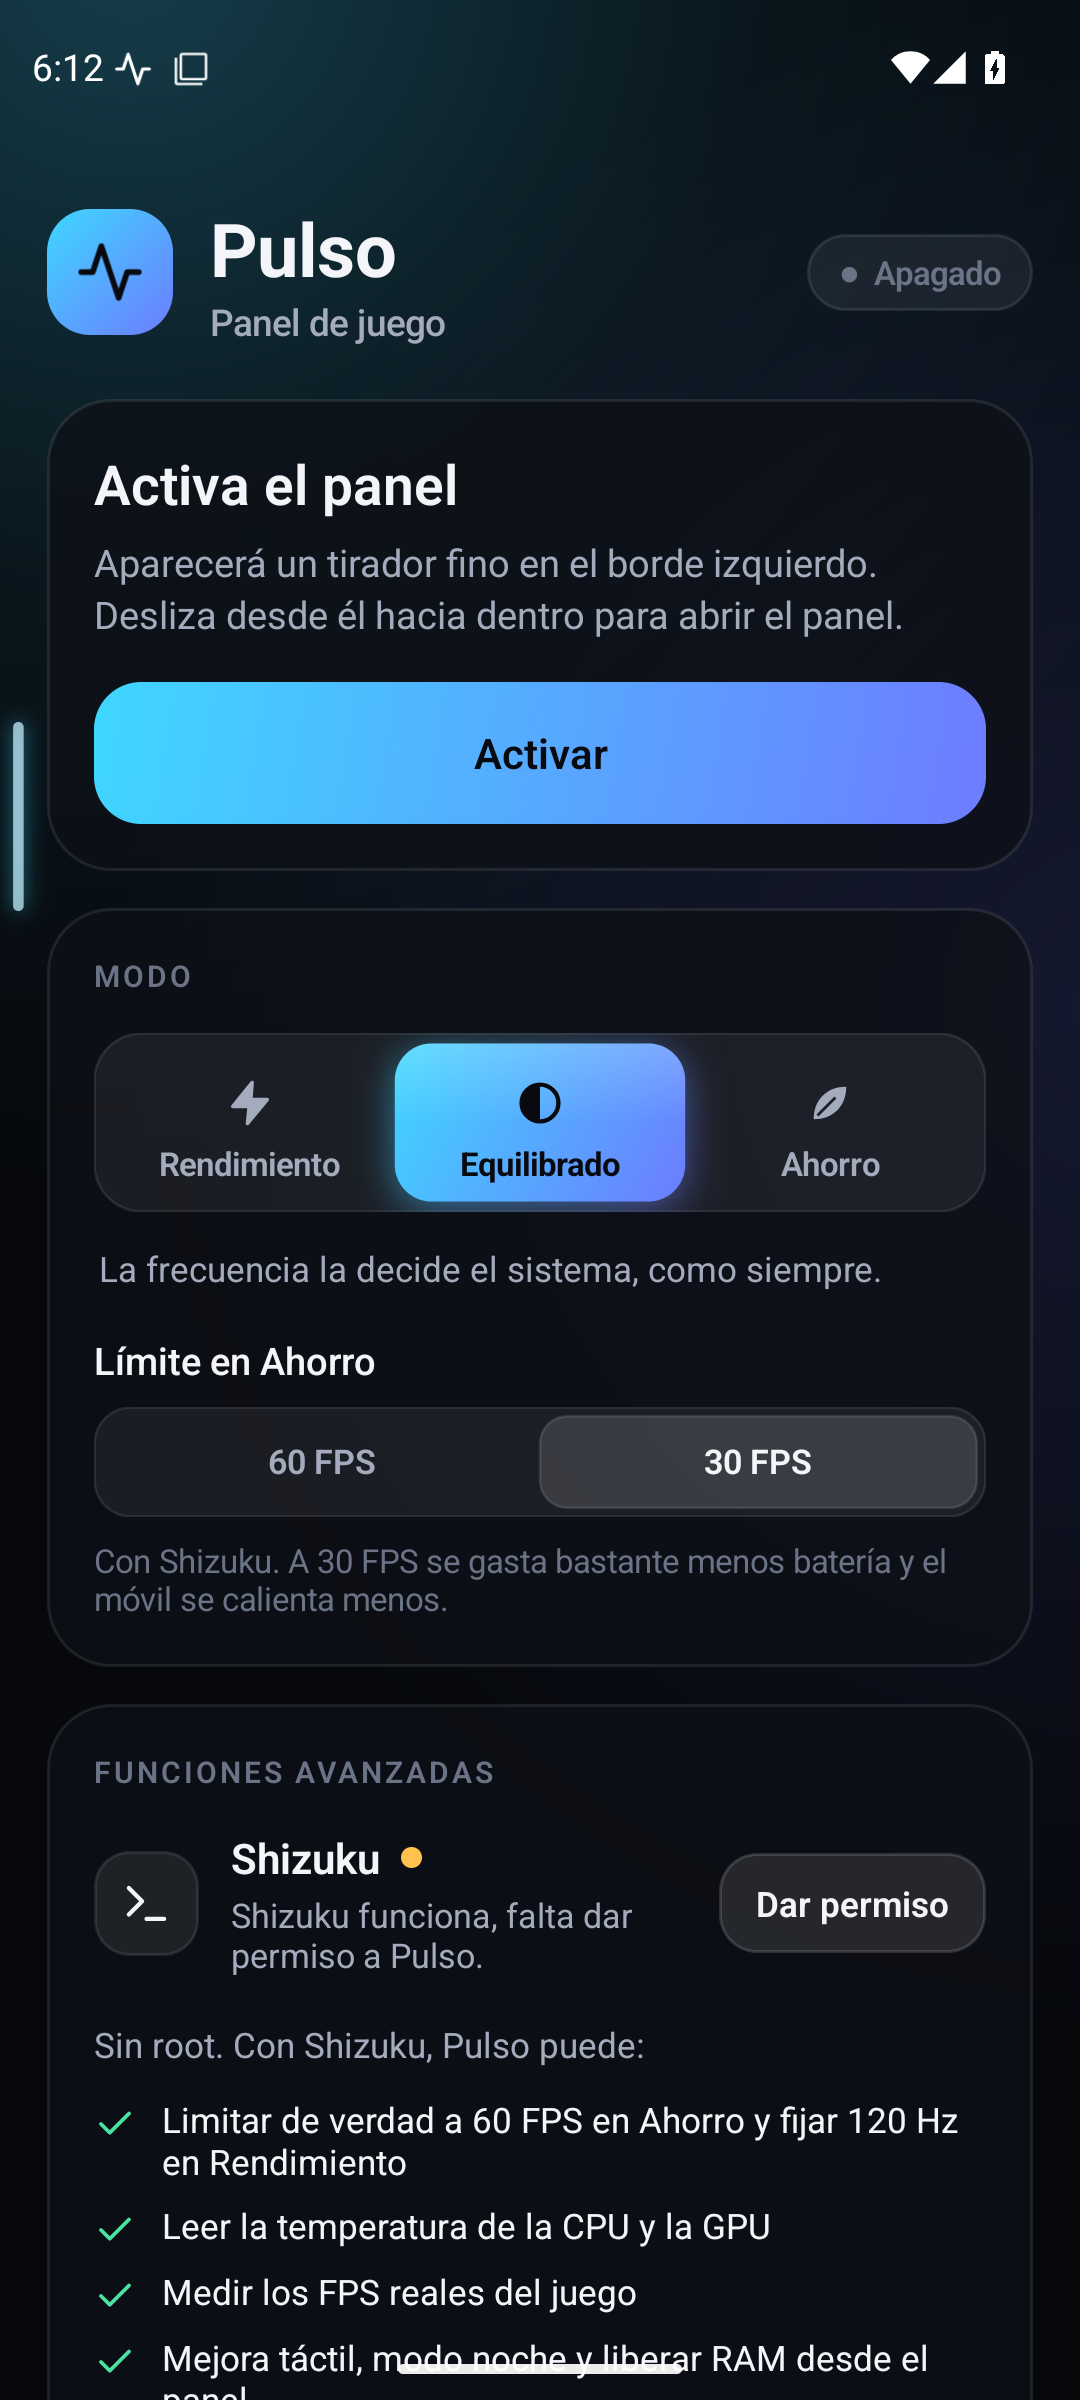 6:12
Pulso
Panel de juego
Apagado
Activa el panel
Aparecerá un tirador fino en el borde izquierdo.
Desliza desde él hacia dentro para abrir el panel.
Activar
MODO
Rendimiento
Equilibrado
Ahorro
La frecuencia la decide el sistema, como siempre.
Límite en Ahorro
60 FPS
30 FPS
Con Shizuku. A 30 FPS se gasta bastante menos batería y el
móvil se calienta menos.
FUNCIONES AVANZADAS
Shizuku
Shizuku funciona, falta dar
permiso a Pulso.
Dar permiso
Sin root. Con Shizuku, Pulso puede:
Limitar de verdad a 60 FPS en Ahorro y fijar 120 Hz
en Rendimiento
Leer la temperatura de la CPU y la GPU
Medir los FPS reales del juego
Mejora táctil, modo noche y liberar RAM desde el
panel